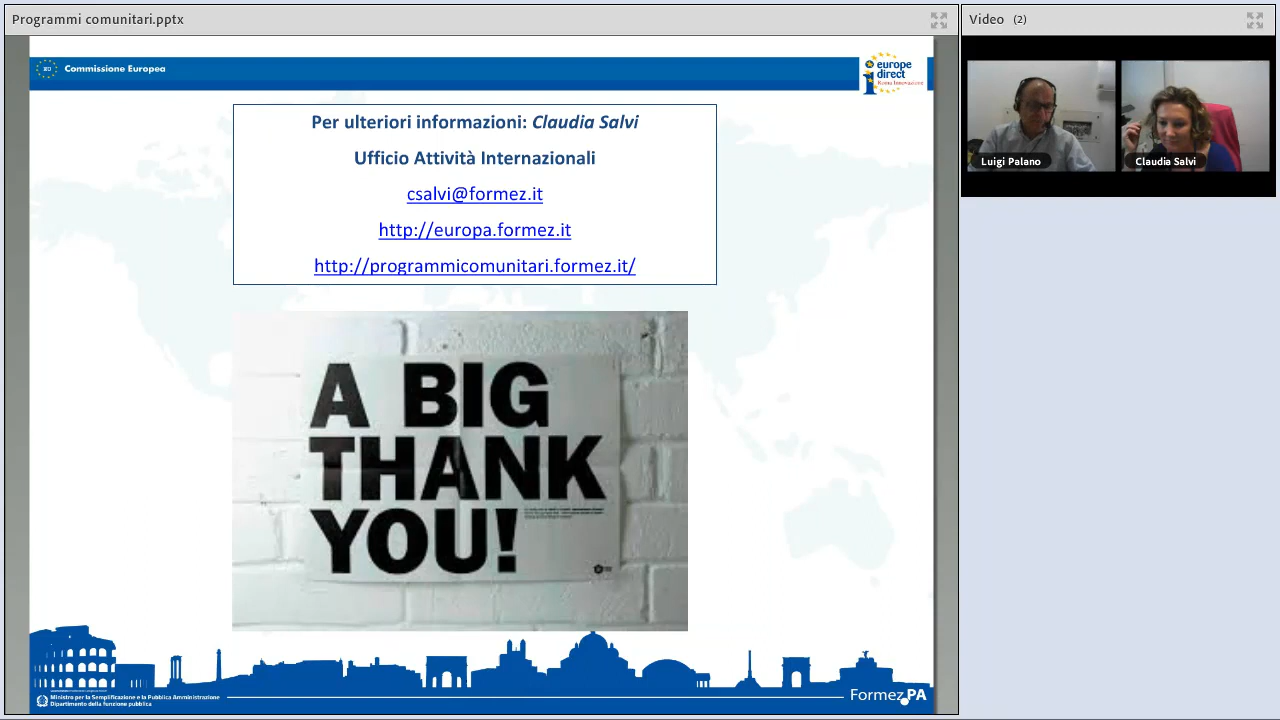 Programmi comunitari.pptx
Commissione Europea
europe
direct
Roma Innovazione
Per ulteriori informazioni: Claudia Salvi
Ufficio Attività Internazionali
csalvi@formez.it
http://europa.formez.it
http://programmicomunitari.formez.it/
A BIG
THANK
YOU!
Ministro per la Semplificazione e la Pubblica Amministrazione
Dipartimento della funzione pubblica
FormezPA
Video (2)
Luigi Palano
Claudia Salvi